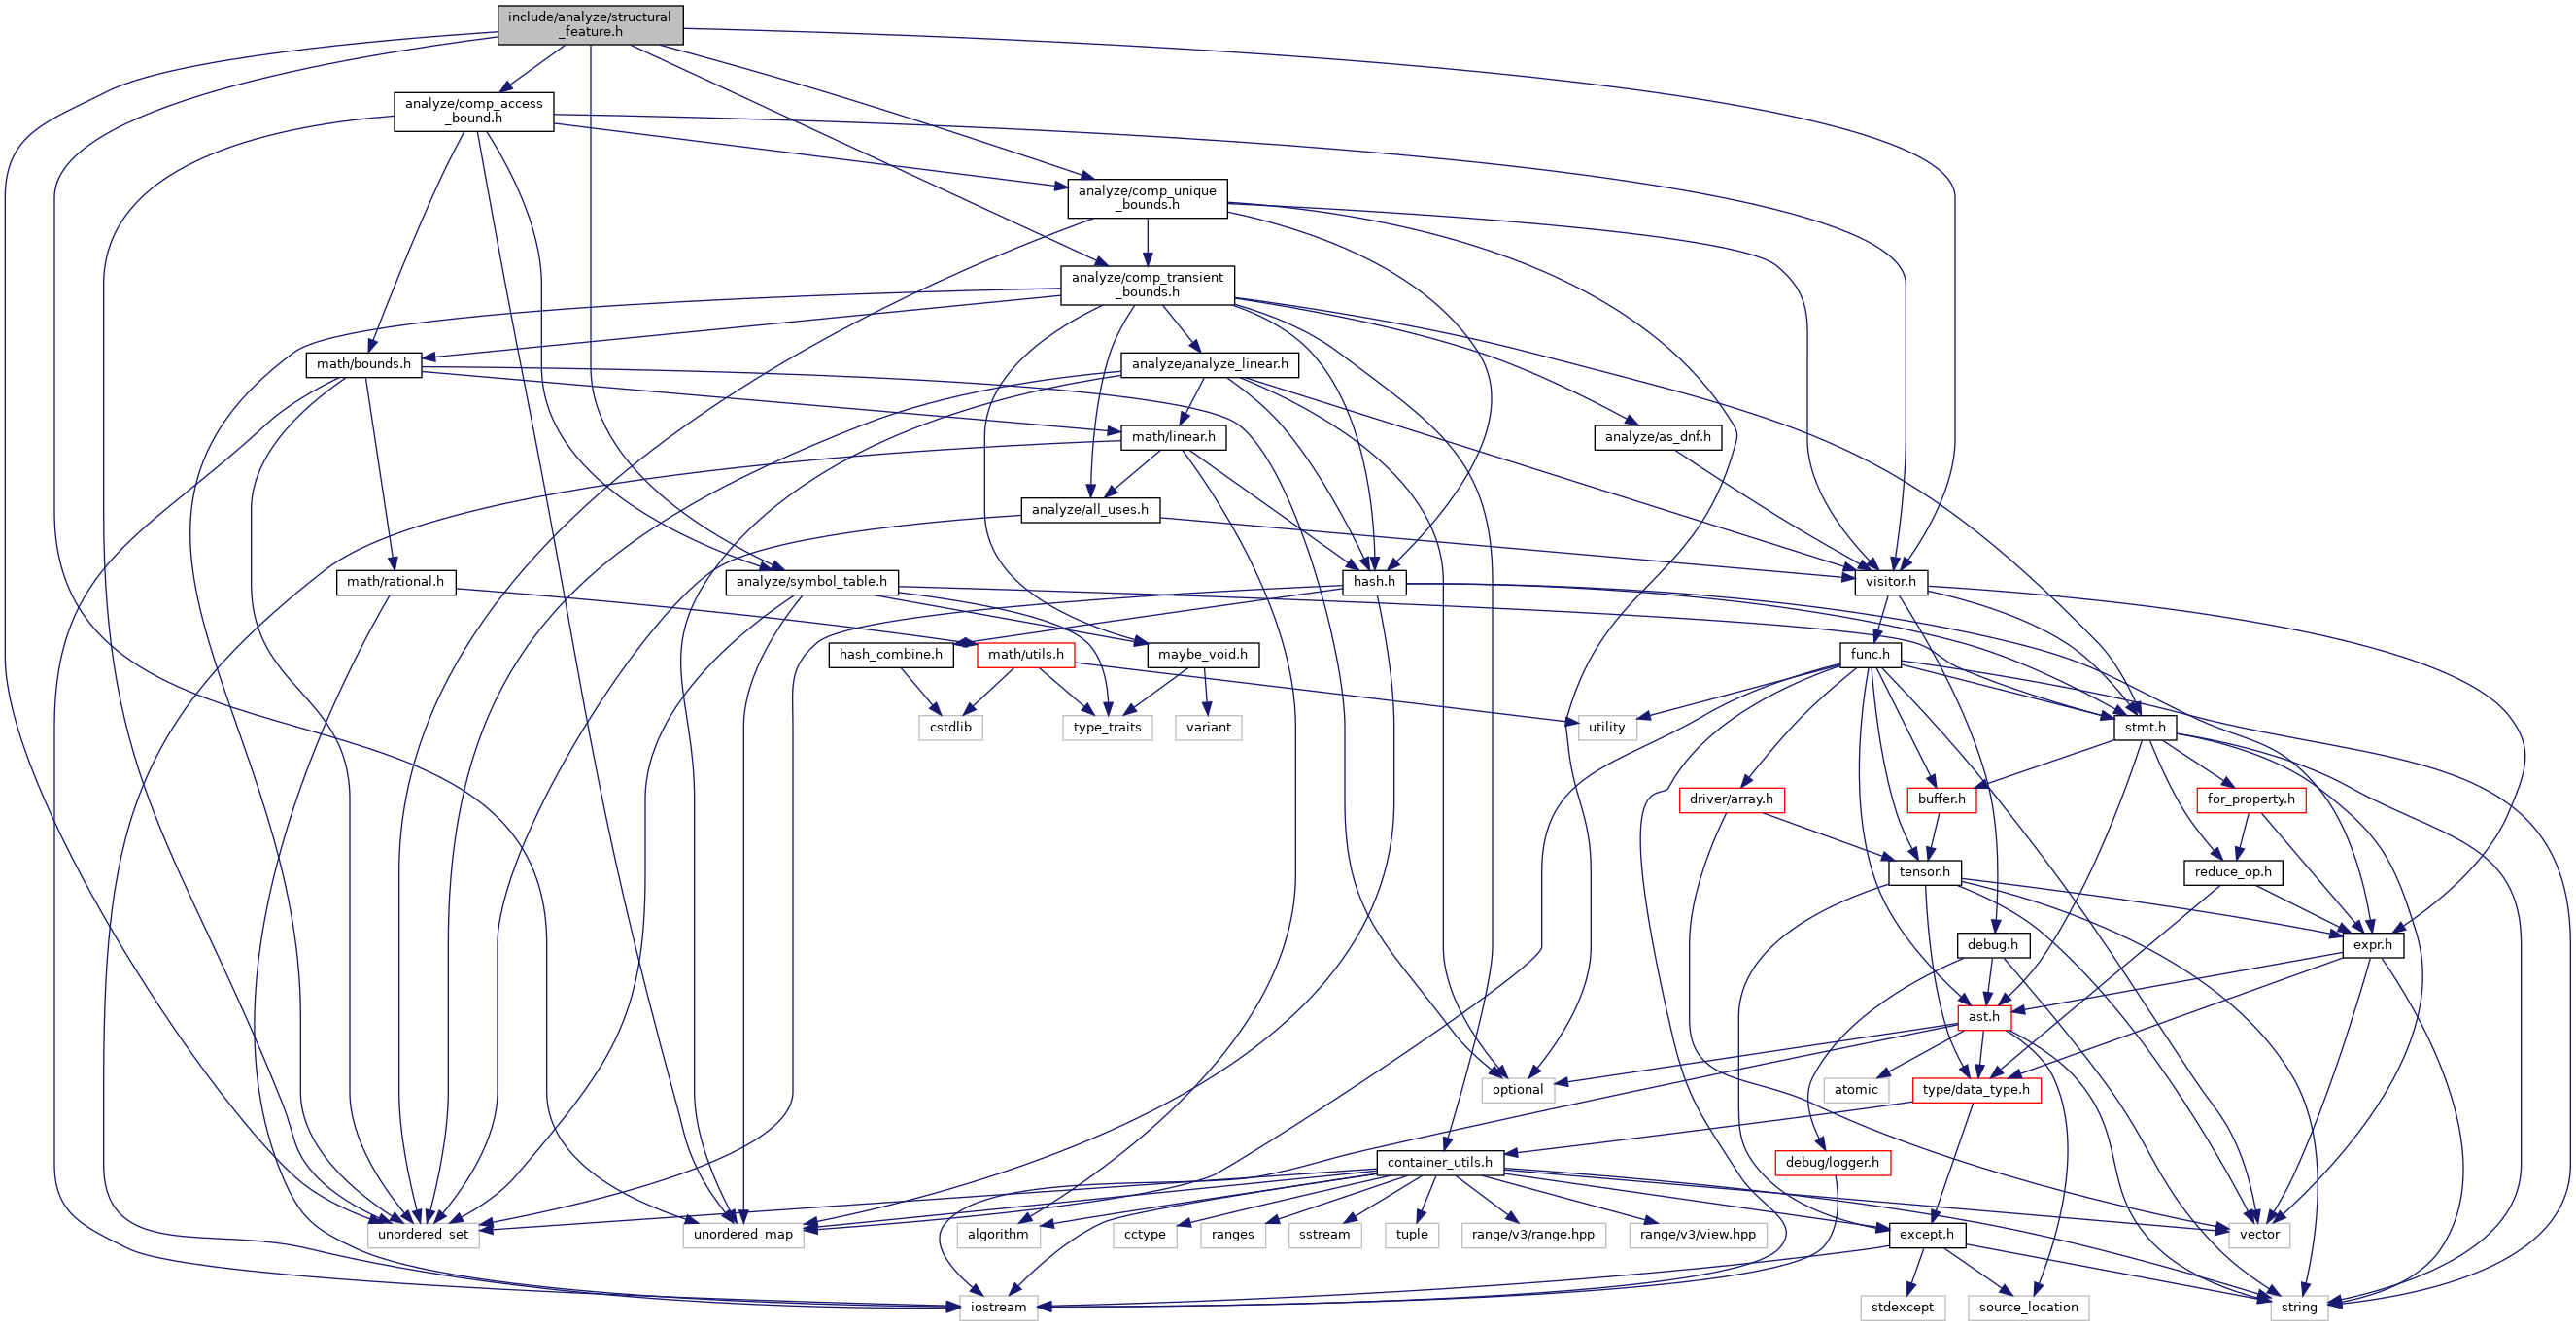 include/analyze/structural
_feature.h
analyze/comp_access
_bound.h
analyze/comp_unique
_bounds.h
analyze/comp_transient
_bounds.h
math/bounds.h
analyze/analyze_linear.h
math/linear.h
analyze/as_dnf.h
analyze/all_uses.h
math/rational.h
analyze/symbol_table.h
hash.h
visitor.h
hash_combine.h
math/utils.h
maybe_void.h
func.h
cstdlib
type_traits
variant
utility
stmt.h
driver/array.h
buffer.h
for_property.h
tensor.h
reduce_op.h
debug.h
expr.h
ast.h
optional
atomic
type/data_type.h
container_utils.h
debug/logger.h
unordered_set
unordered_map
algorithm
cctype
ranges
sstream
tuple
range/v3/range.hpp
range/v3/view.hpp
except.h
vector
iostream
stdexcept
source_location
string